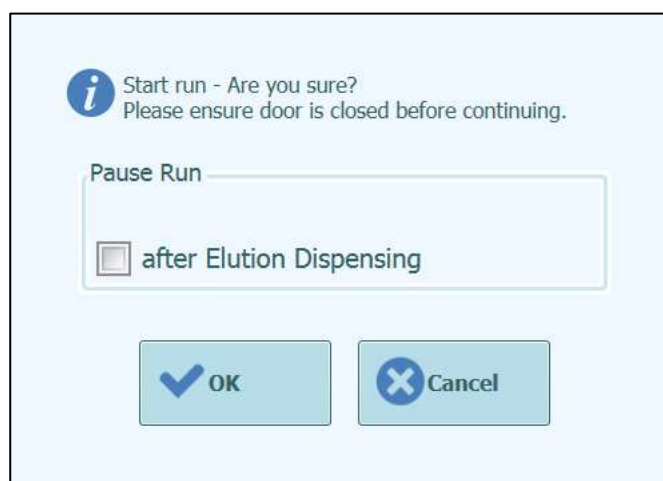 Start run - Are you sure?
Please ensure door is closed before continuing.
Pause Run
after Elution Dispensing
OK
Cancel